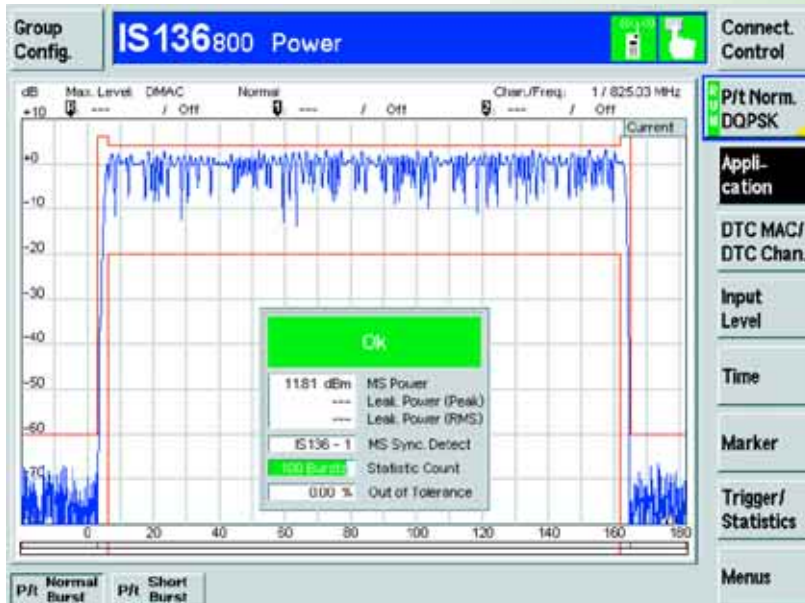 Group
Config.
IS136800 Power
Connect.
Control
dB
Max. Level: DMAC
Normal
Chan./Freq.: 1 / 825.03 MHz
+10
--- / Off
--- / Off
2 --- / Off
Current
+0
-10
-20
-30
-40
-50
-60
-70
Ok
11.81 dBm MS Power
--- Leak. Power (Peak)
--- Leak. Power (RMS)
IS136 - 1 MS Sync. Detect
100 Bursts Statistic Count
0.00 % Out of Tolerance
0 20 40 60 80 100 120 140 160 180
P/t Normal
Burst
P/t Short
Burst
RUN
P/t Norm.
DQPSK
Appli-
cation
DTC MAC/
DTC Chan.
Input
Level
Time
Marker
Trigger/
Statistics
Menus